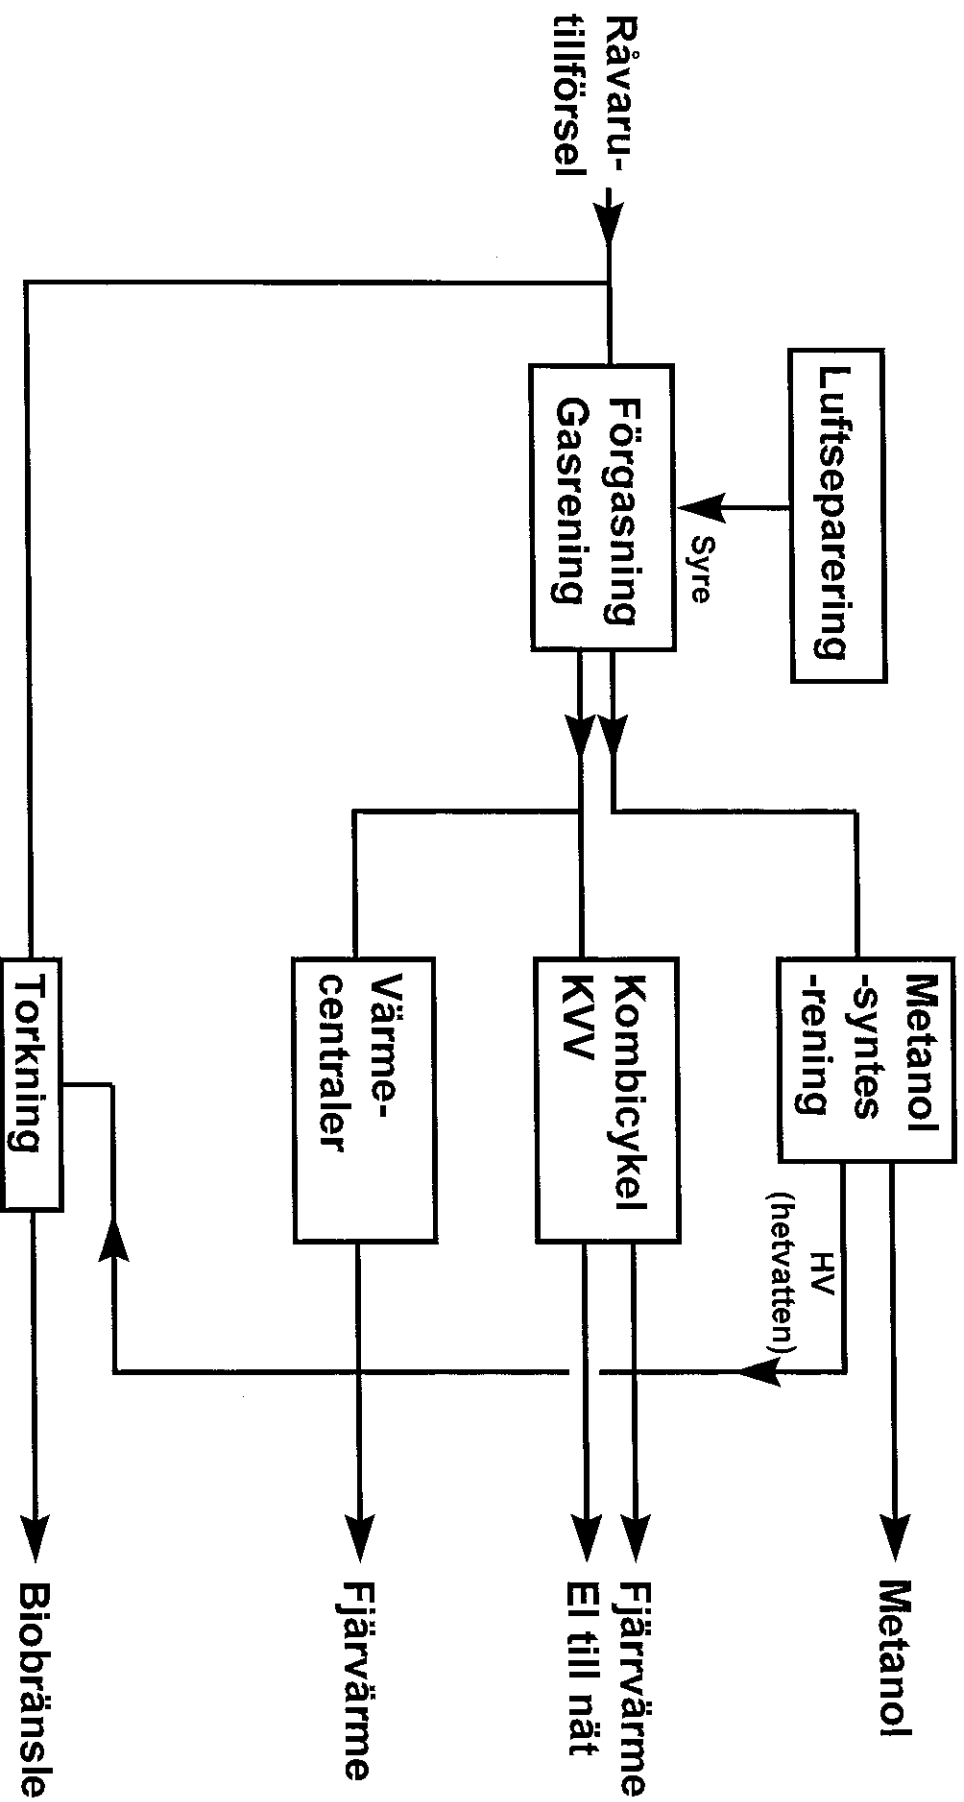 Luftseparering
Syre
Råvaru-
tillförsel
Förgasning
Gasrening
Metanol
-syntes
-rening
HV
(hetvatten)
Metanol
Kombicykel
KVV
Fjärrvärme
El till nät
Värme-
centraler
Fjärvärme
Torkning
Biobränsle